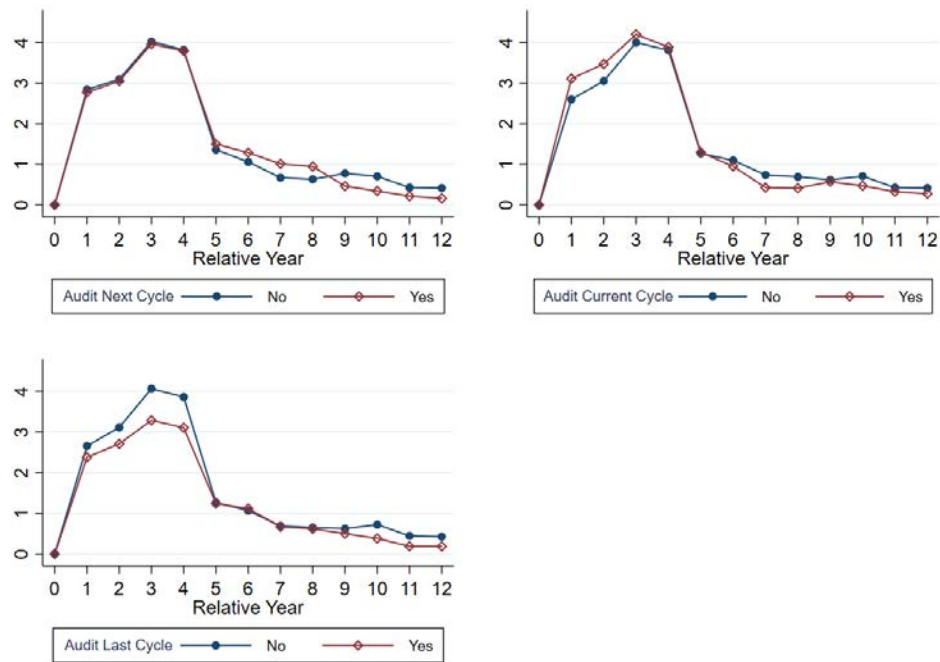 4
3
2
1
0
0 1 2 3 4 5 6 7 8 9 10 11 12
Relative Year
Audit Next Cycle No Yes
4
3
2
1
0
0 1 2 3 4 5 6 7 8 9 10 11 12
Relative Year
Audit Current Cycle No Yes
4
3
2
1
0
0 1 2 3 4 5 6 7 8 9 10 11 12
Relative Year
Audit Last Cycle No Yes